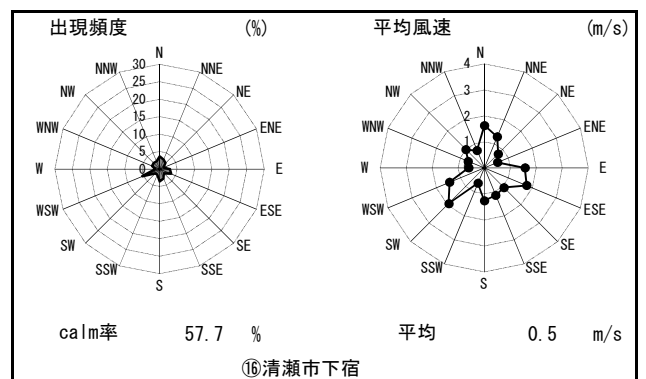 出現頻度 (%) 平均風速 (m/s)
N N
NNW NNE NNW NNE
NW NE NW NE
WNW ENE WNW ENE
W E W E
WSW ESE WSW ESE
SW SE SW SE
SSW SSE SSW SSE
S S
30 4
25
20 3
15 2
10
5 1
0
calm率 57.7 % 平均 0.5 m/s
⑯清瀬市下宿